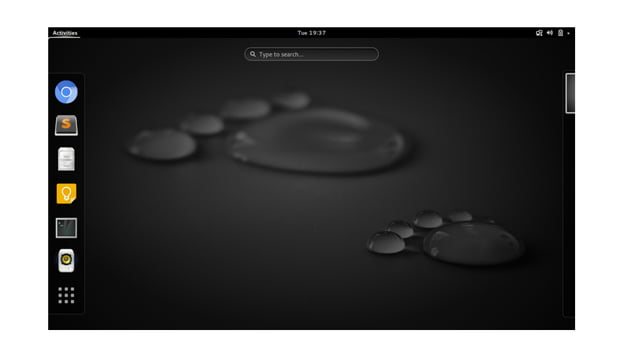 Activities
Tue 19:37
Type to search...
S